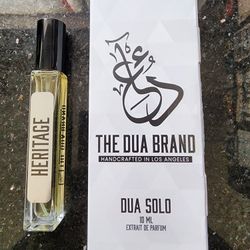 HERITAGE
THE DUA BRAND
HANDCRAFTED IN LOS ANGELES
DUA SOLO
10 ML
EXTRAIT DE PARFUM